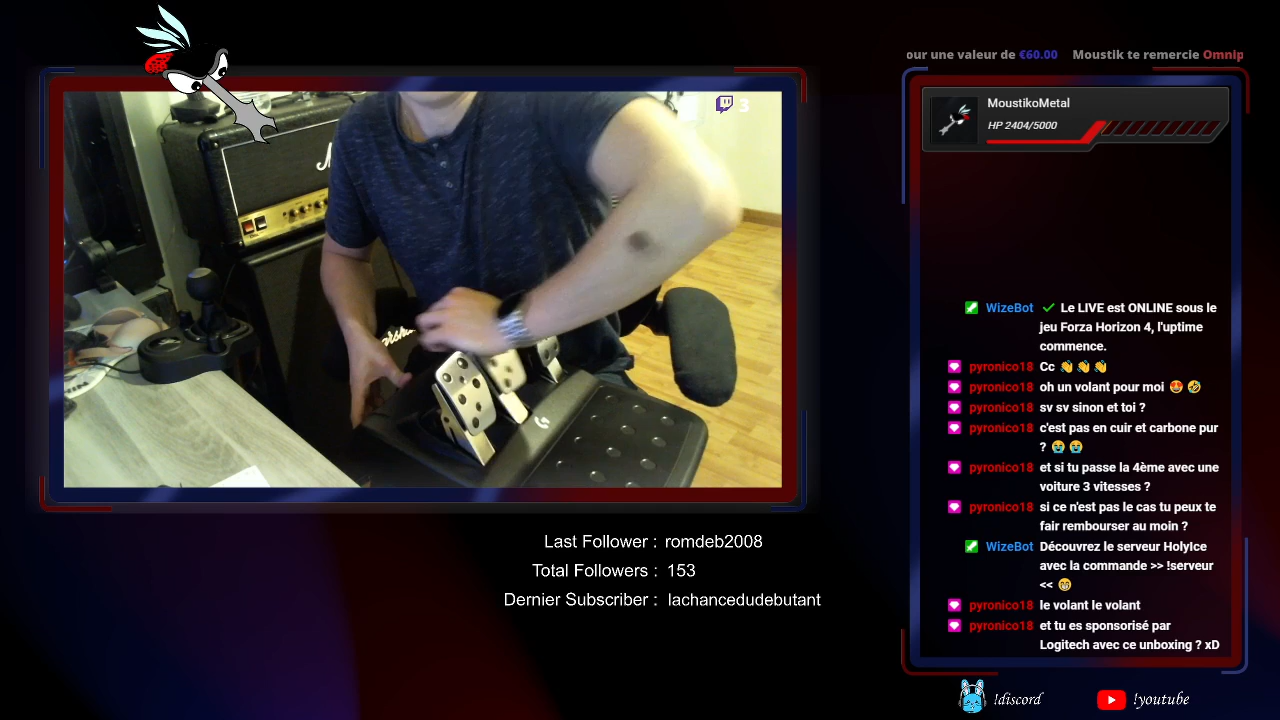 our une valeur de €60.00 Moustik te remercie Omnip
3
MoustikoMetal
HP 2404/5000
WizeBot Le LIVE est ONLINE sous le
jeu Forza Horizon 4, l'uptime
commence.
pyronico18 Cc 👏 👏 👏
pyronico18 oh un volant pour moi 😍 🤣
pyronico18 sv sv sinon et toi ?
pyronico18 c'est pas en cuir et carbone pur
? 😭 😭
pyronico18 et si tu passe la 4ème avec une
voiture 3 vitesses ?
pyronico18 si ce n'est pas le cas tu peux te
fair rembourser au moin ?
WizeBot Découvrez le serveur HolyIce
avec la commande >> !serveur
<< 😁
pyronico18 le volant le volant
pyronico18 et tu es sponsorisé par
Logitech avec ce unboxing ? xD
Last Follower : romdeb2008
Total Followers : 153
Dernier Subscriber : lachancedudebutant
!discord
!youtube